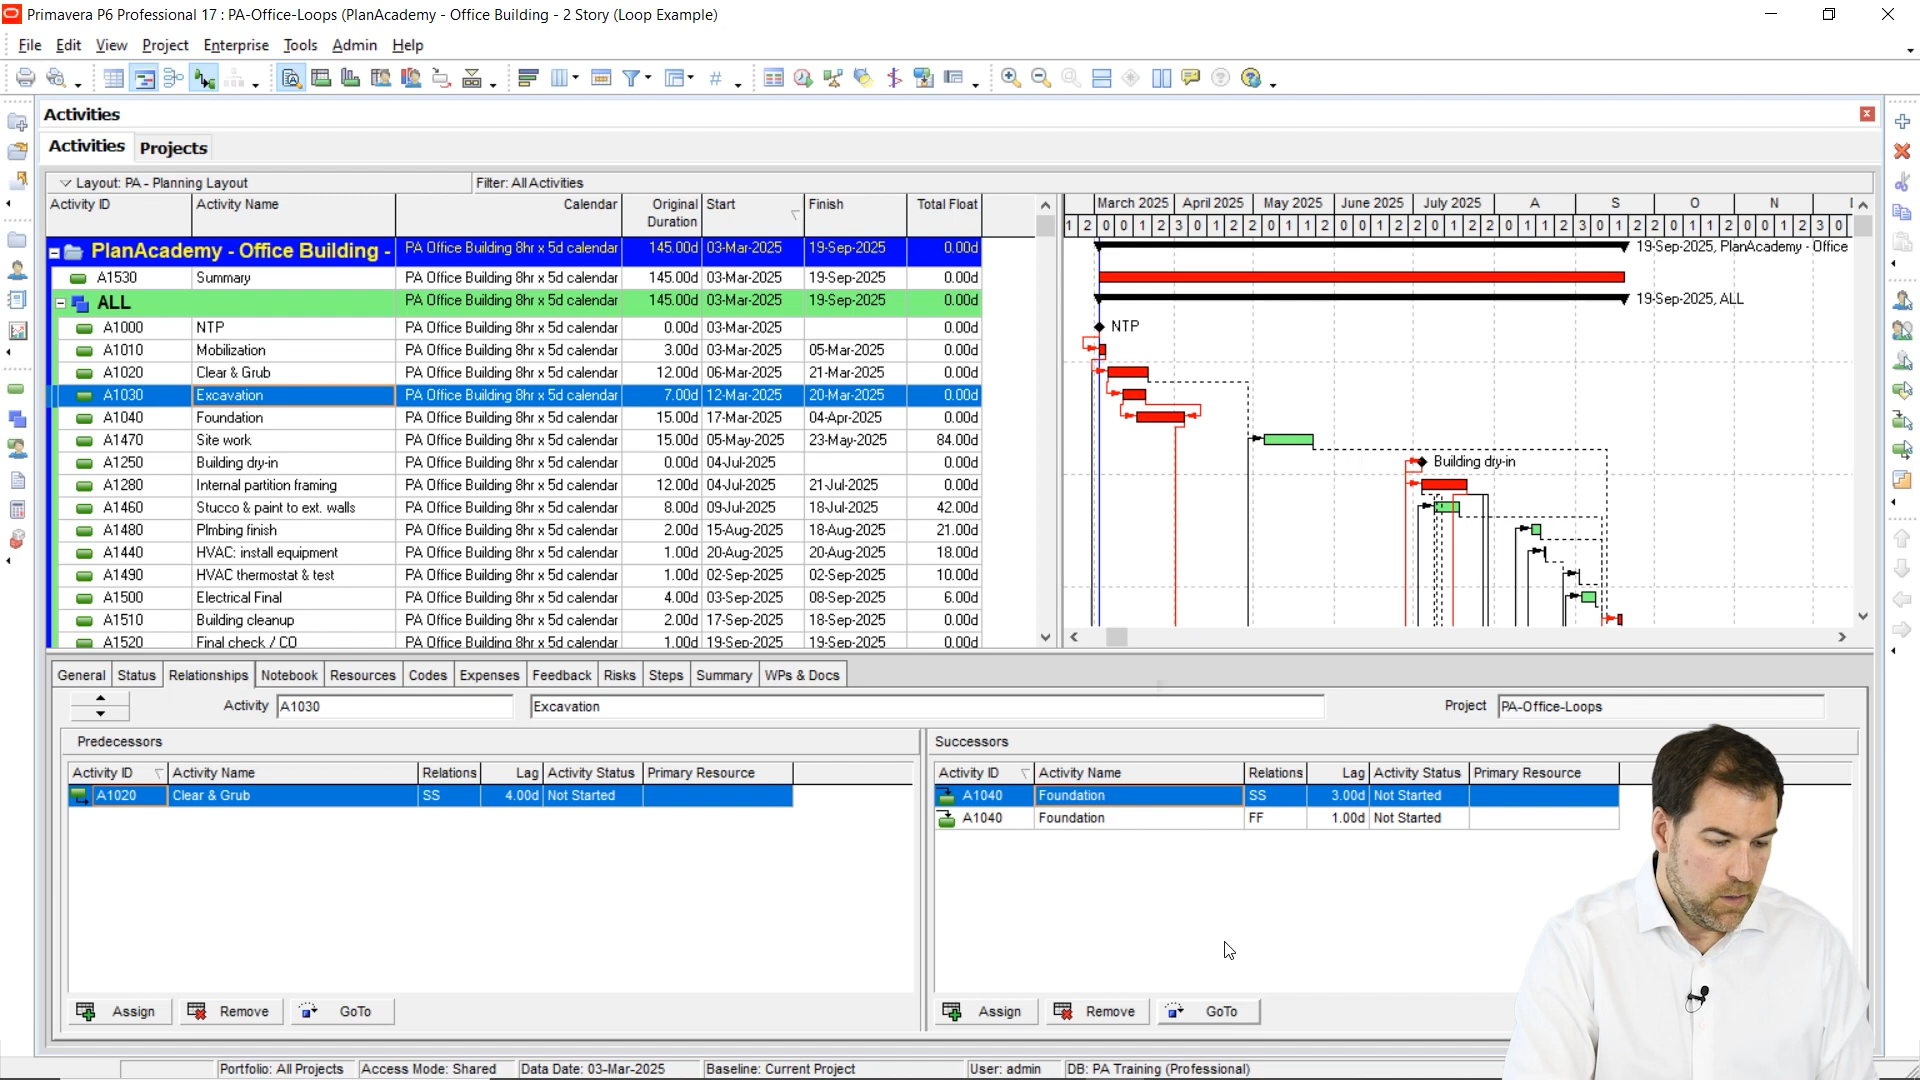 Primavera P6 Professional 17 : PA-Office-Loops (PlanAcademy - Office Building - 2 Story (Loop Example)
File Edit View Project Enterprise Tools Admin Help
Activities
Activities Projects
Layout: PA - Planning Layout Filter: All Activities
Activity ID Activity Name Calendar Original Duration Start Finish Total Float
March 2025 April 2025 May 2025 June 2025 July 2025 A S O N
PlanAcademy - Office Building - PA Office Building 8hr x 5d calendar 145.00d 03-Mar-2025 19-Sep-2025 0.00d
19-Sep-2025, PlanAcademy - Office
A1530 Summary PA Office Building 8hr x 5d calendar 145.00d 03-Mar-2025 19-Sep-2025 0.00d
ALL PA Office Building 8hr x 5d calendar 145.00d 03-Mar-2025 19-Sep-2025 0.00d
19-Sep-2025, ALL
A1000 NTP PA Office Building 8hr x 5d calendar 0.00d 03-Mar-2025 0.00d
NTP
A1010 Mobilization PA Office Building 8hr x 5d calendar 3.00d 03-Mar-2025 05-Mar-2025 0.00d
A1020 Clear & Grub PA Office Building 8hr x 5d calendar 12.00d 06-Mar-2025 21-Mar-2025 0.00d
A1030 Excavation PA Office Building 8hr x 5d calendar 7.00d 12-Mar-2025 20-Mar-2025 0.00d
A1040 Foundation PA Office Building 8hr x 5d calendar 15.00d 17-Mar-2025 04-Apr-2025 0.00d
A1470 Site work PA Office Building 8hr x 5d calendar 15.00d 05-May-2025 23-May-2025 84.00d
A1250 Building dry-in PA Office Building 8hr x 5d calendar 0.00d 04-Jul-2025 0.00d
Building dry-in
A1280 Internal partition framing PA Office Building 8hr x 5d calendar 12.00d 04-Jul-2025 21-Jul-2025 0.00d
A1460 Stucco & paint to ext. walls PA Office Building 8hr x 5d calendar 8.00d 09-Jul-2025 18-Jul-2025 42.00d
A1480 Plmbing finish PA Office Building 8hr x 5d calendar 2.00d 15-Aug-2025 18-Aug-2025 21.00d
A1440 HVAC: install equipment PA Office Building 8hr x 5d calendar 1.00d 20-Aug-2025 20-Aug-2025 18.00d
A1490 HVAC thermostat & test PA Office Building 8hr x 5d calendar 1.00d 02-Sep-2025 02-Sep-2025 10.00d
A1500 Electrical Final PA Office Building 8hr x 5d calendar 4.00d 03-Sep-2025 08-Sep-2025 6.00d
A1510 Building cleanup PA Office Building 8hr x 5d calendar 2.00d 17-Sep-2025 18-Sep-2025 0.00d
A1520 Final check / CO PA Office Building 8hr x 5d calendar 1.00d 19-Sep-2025 19-Sep-2025 0.00d
General Status Relationships Notebook Resources Codes Expenses Feedback Risks Steps Summary WPs & Docs
Activity A1030 Excavation Project PA-Office-Loops
Predecessors
Activity ID Activity Name Relations Lag Activity Status Primary Resource
A1020 Clear & Grub SS 4.00d Not Started
Assign Remove GoTo
Successors
Activity ID Activity Name Relations Lag Activity Status Primary Resource
A1040 Foundation SS 3.00d Not Started
A1040 Foundation FF 1.00d Not Started
Assign Remove GoTo
Portfolio: All Projects Access Mode: Shared Data Date: 03-Mar-2025 Baseline: Current Project User: admin DB: PA Training (Professional)